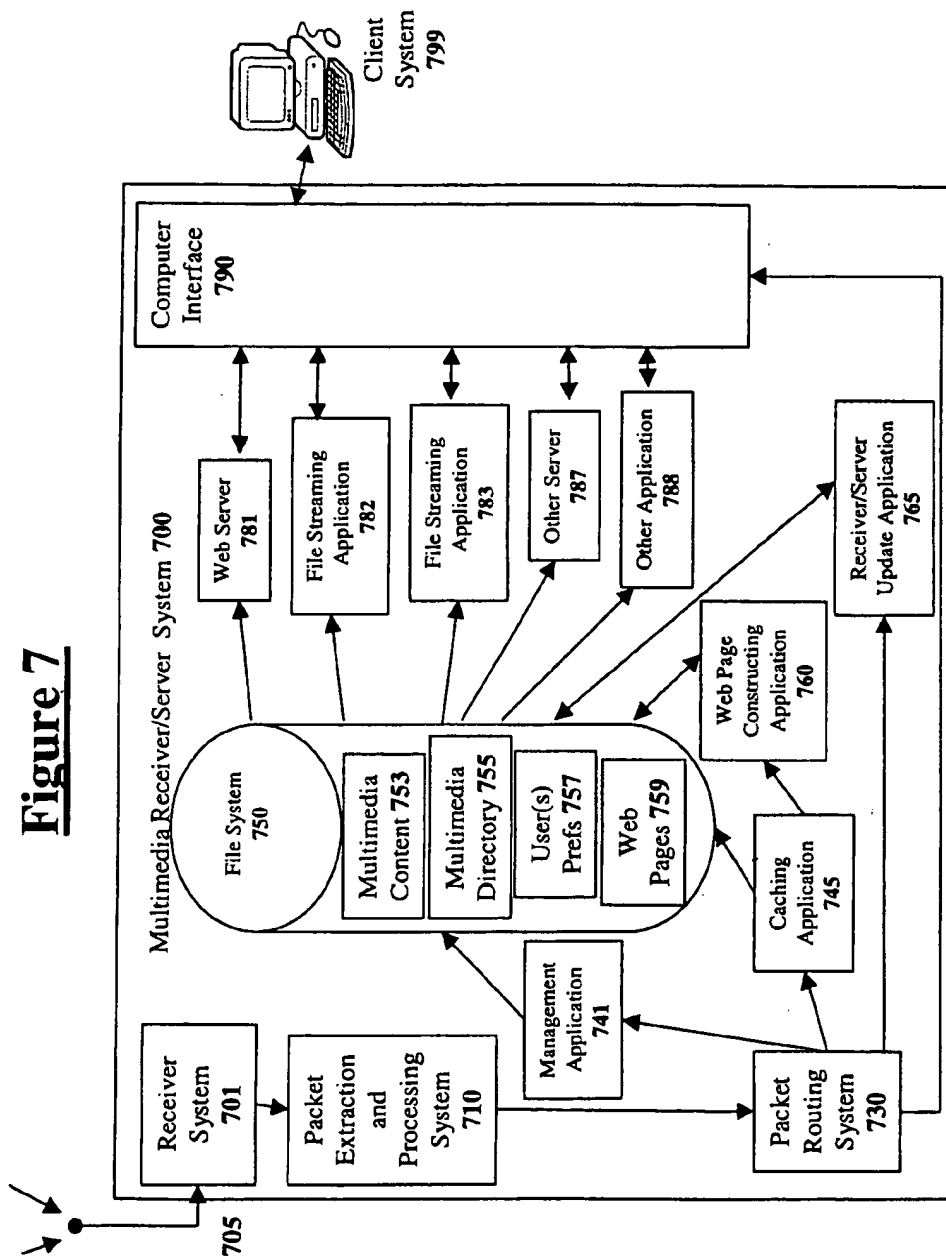 Figure 7
Multimedia Receiver/Server System 700
705
Receiver
System
701
Packet
Extraction
and
Processing
System
710
Packet
Routing
System
730
Management
Application
741
Caching
Application
745
File System
750
Multimedia
Content 753
Multimedia
Directory 755
User(s)
Prefs 757
Web
Pages 759
Web Page
Constructing
Application
760
Receiver/Server
Update Application
765
Web Server
781
File Streaming
Application
782
File Streaming
Application
783
Other Server
787
Other Application
788
Computer
Interface
790
Client
System
799